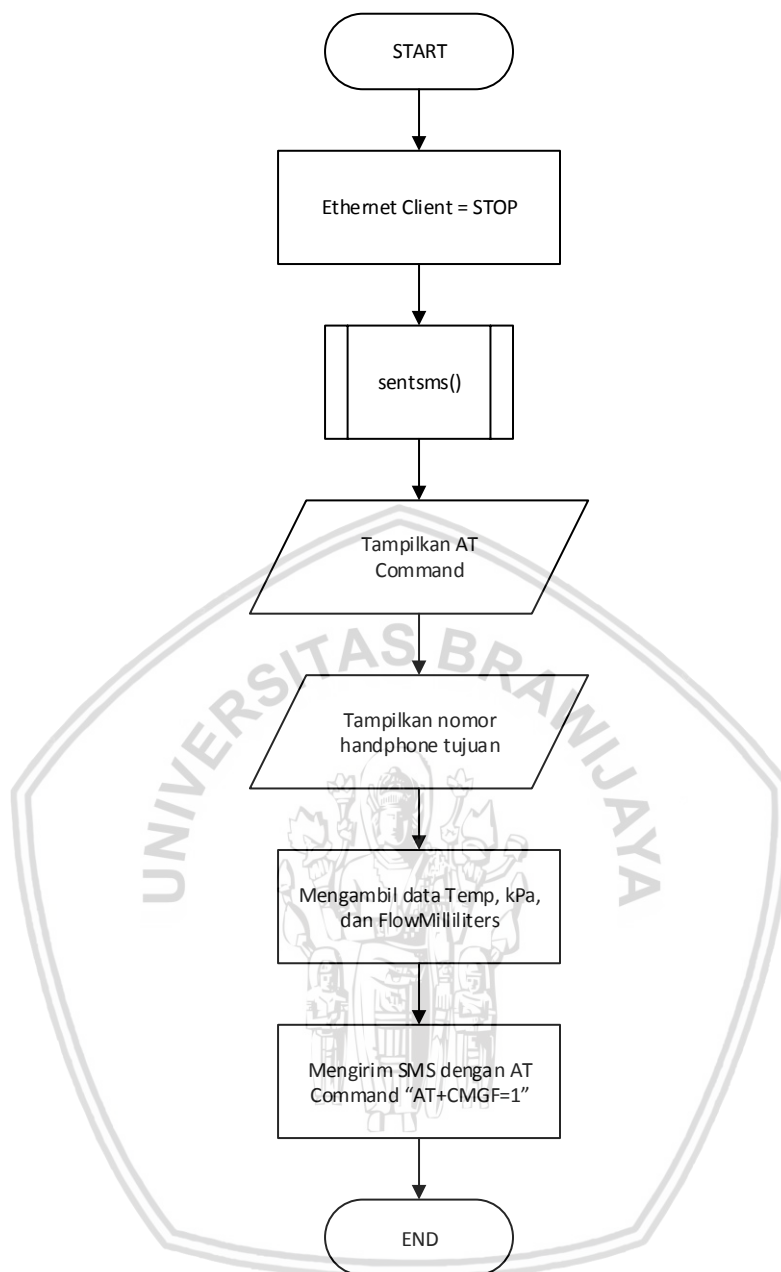 START
Ethernet Client = STOP
sentsms()
Tampilkan AT
Command
UNIVERSITAS BRAWIJAYA
Tampilkan nomor
handphone tujuan
Mengambil data Temp, kPa,
dan FlowMilliliters
Mengirim SMS dengan AT
Command “AT+CMGF=1”
END